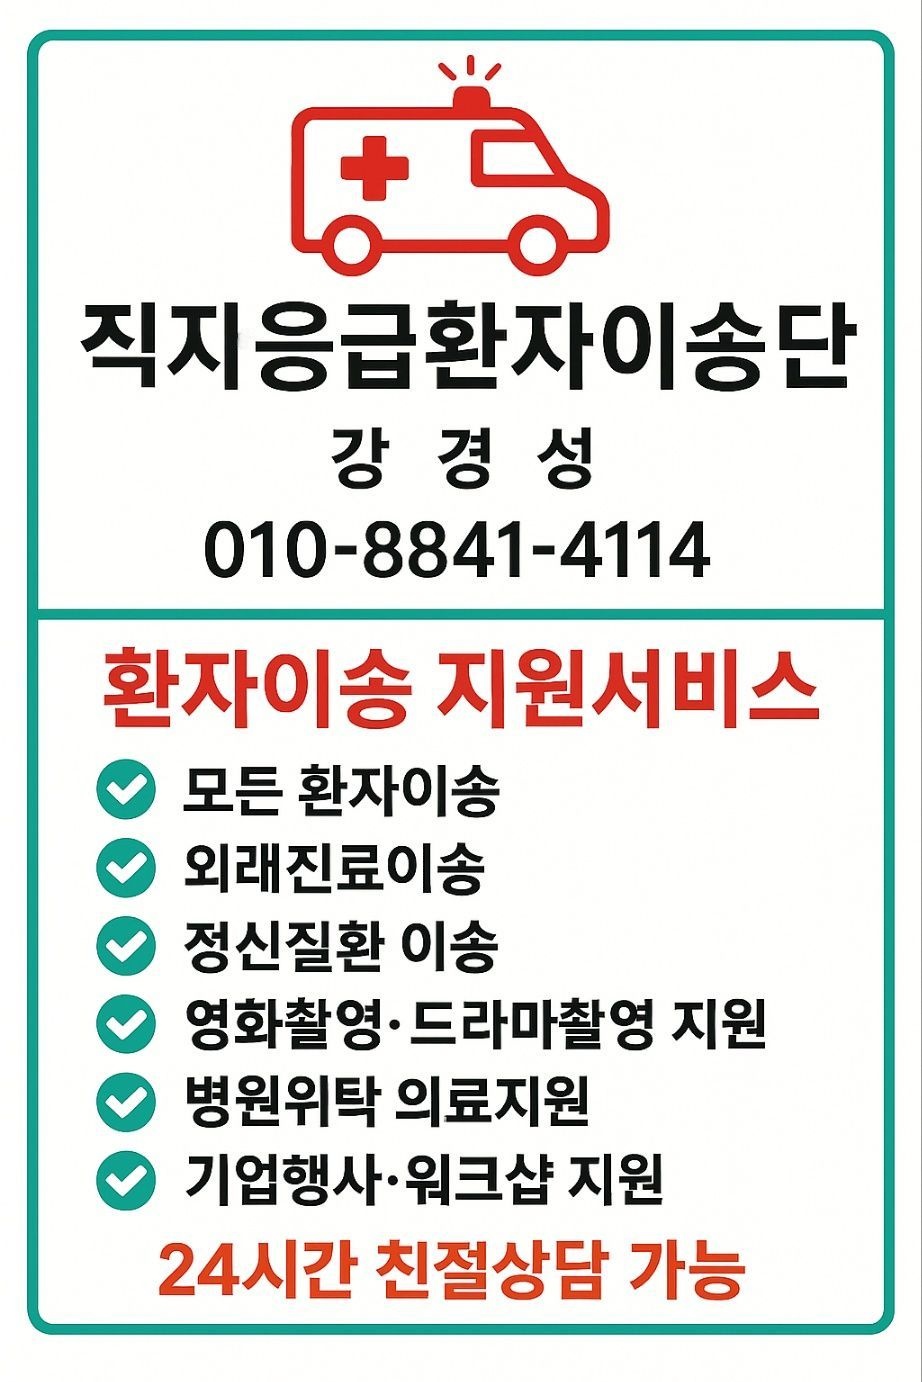 직지응급환자이송단
강 경 성
010-8841-4114
환자이송 지원서비스
모든 환자이송
외래진료이송
정신질환 이송
영화촬영·드라마촬영 지원
병원위탁 의료지원
기업행사·워크샵 지원
24시간 친절상담 가능